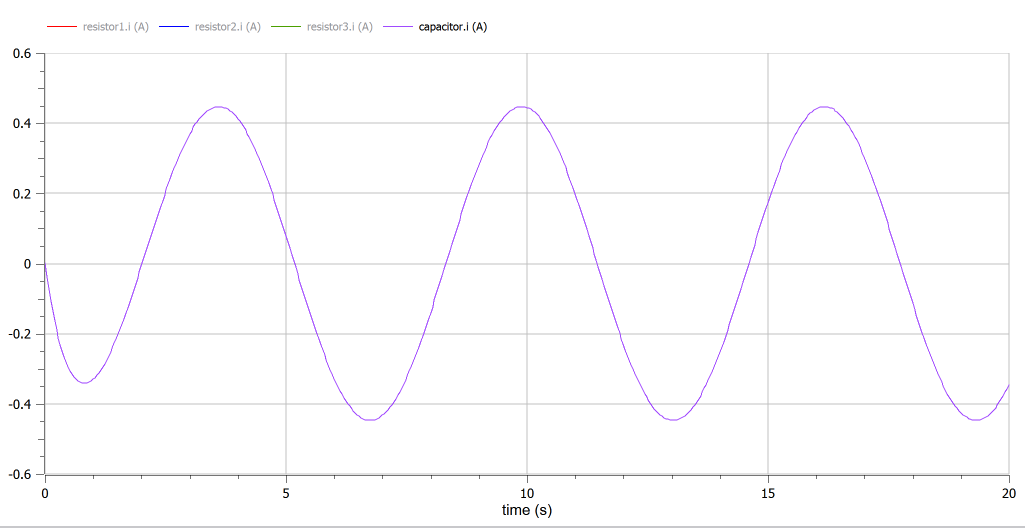 resistor1.i (A) resistor2.i (A) resistor3.i (A) capacitor.i (A)
0.6
0.4
0.2
0
-0.2
-0.4
-0.6
0 5 10 15 20
time (s)